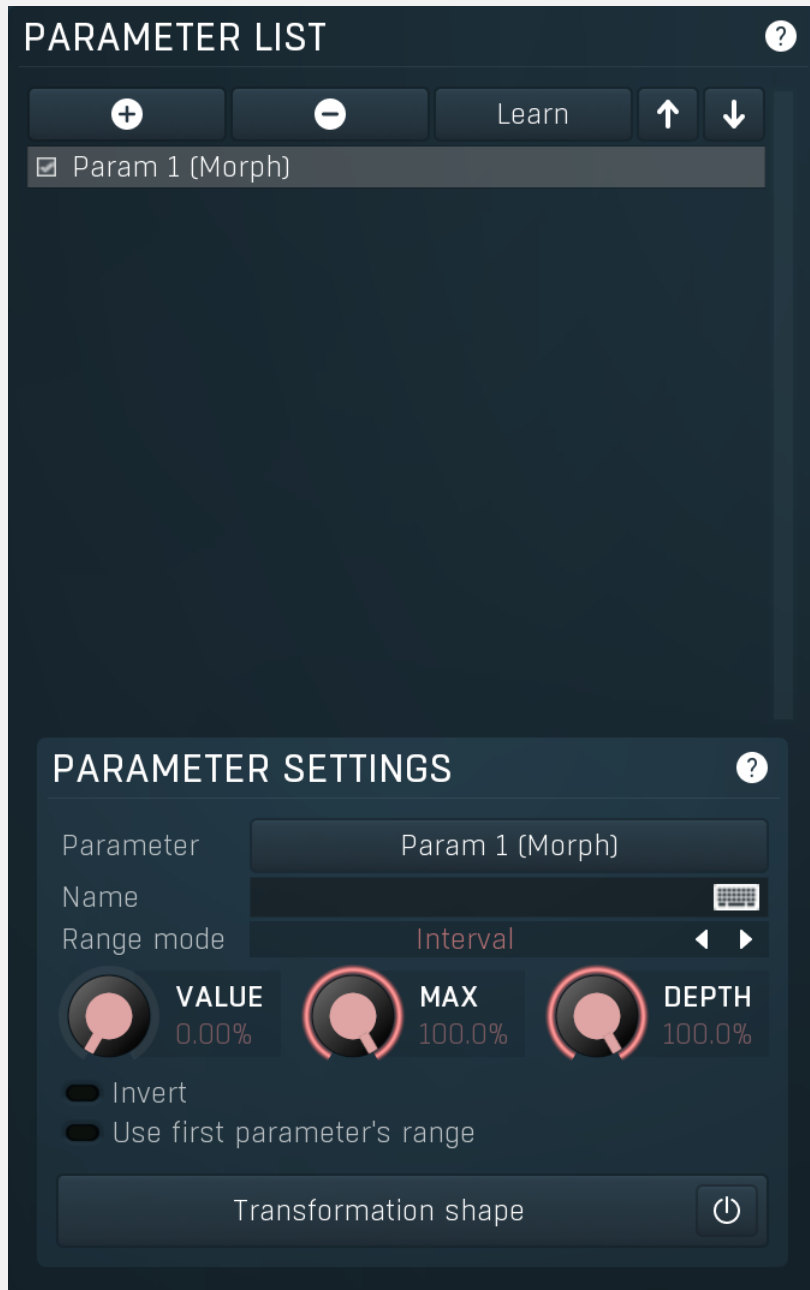 PARAMETER LIST ?
Learn
Param 1 (Morph)
PARAMETER SETTINGS ?
Parameter Param 1 (Morph)
Name
Range mode Interval
VALUE MAX DEPTH
0.00% 100.0% 100.0%
Invert
Use first parameter's range
Transformation shape